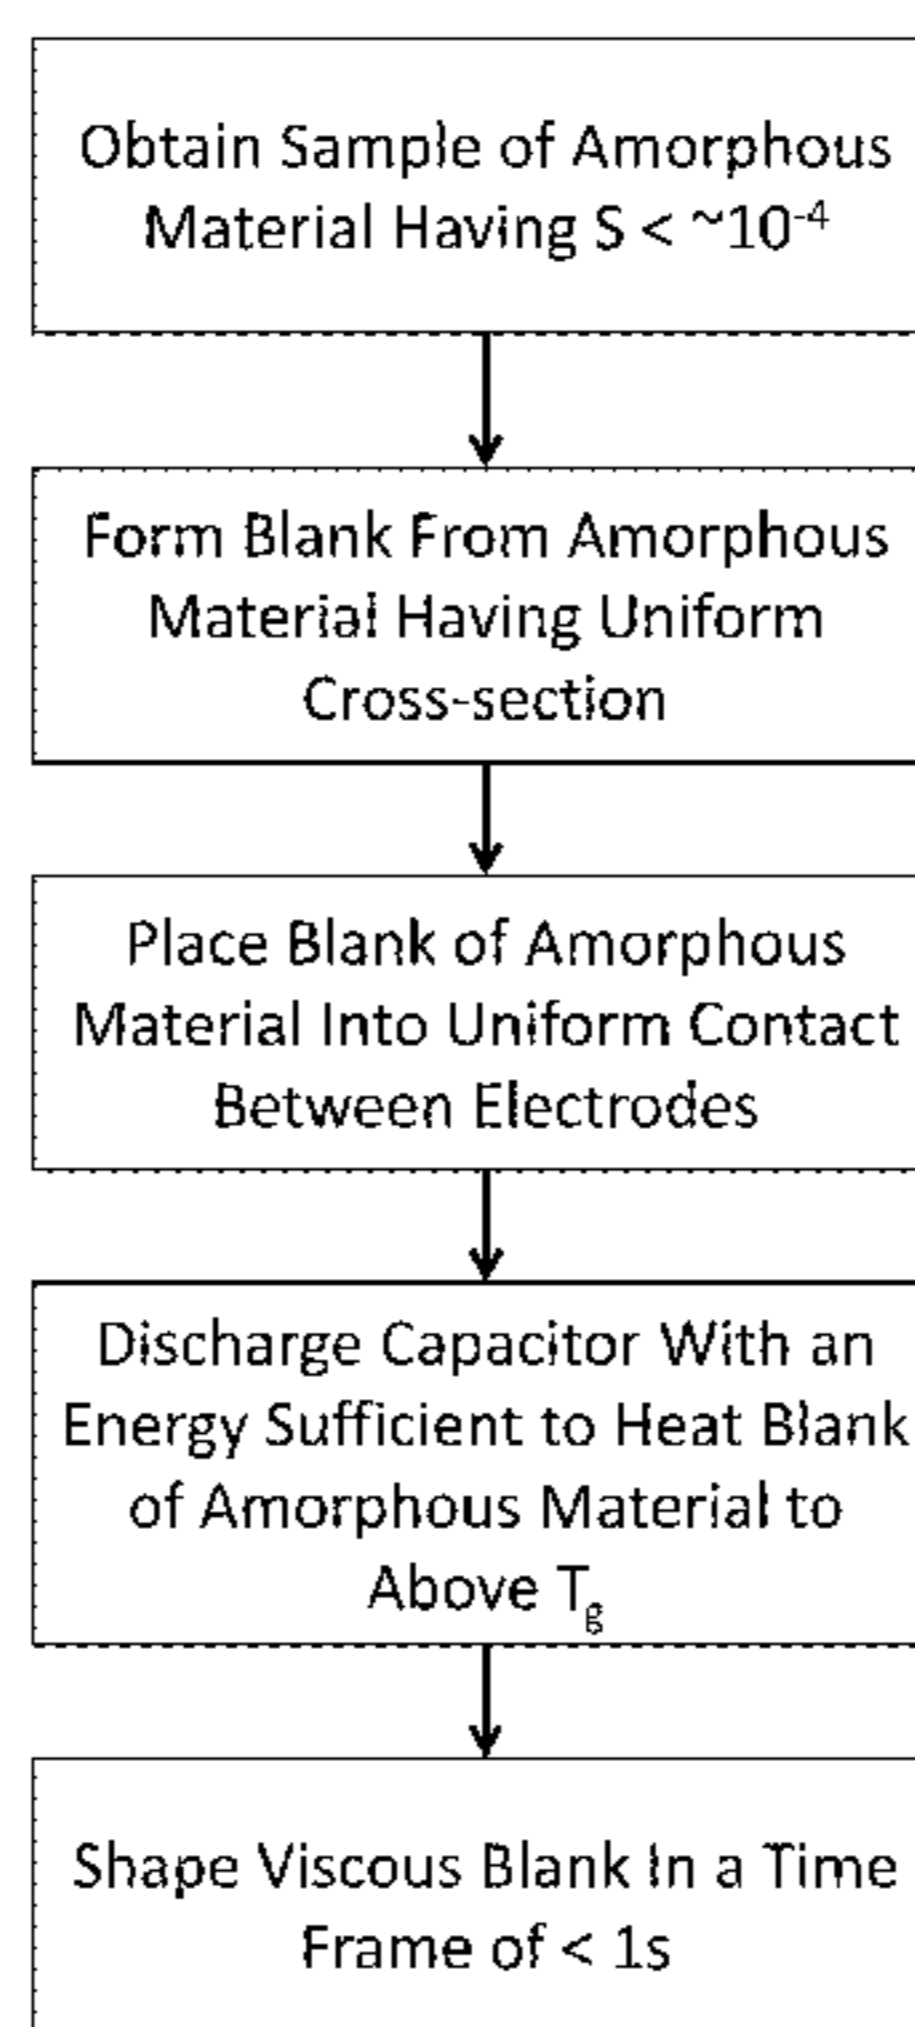 Obtain Sample of Amorphous
Material Having S < ~10⁻⁴
Form Blank From Amorphous
Material Having Uniform
Cross-section
Place Blank of Amorphous
Material Into Uniform Contact
Between Electrodes
Discharge Capacitor With an
Energy Sufficient to Heat Blank
of Amorphous Material to
Above Tg
Shape Viscous Blank In a Time
Frame of < 1s